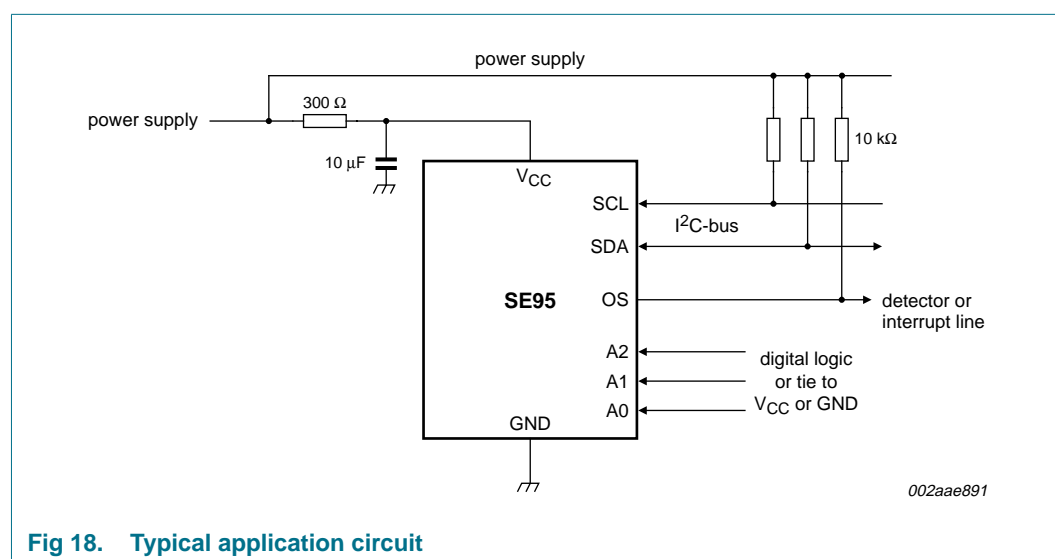 power supply
300 Ω
power supply
10 kΩ
10 μF
VCC
SCL
I2C-bus
SDA
SE95
OS
detector or
interrupt line
A2
A1
A0
digital logic
or tie to
VCC or GND
GND
002aae891
Fig 18. Typical application circuit